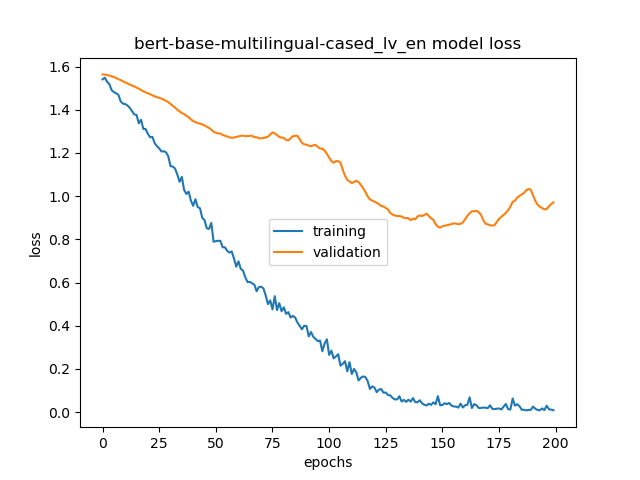 bert-base-multilingual-cased_lv_en model loss
1.6
1.4
1.2
1.0
0.8
0.6
0.4
0.2
0.0
loss
training
validation
0 25 50 75 100 125 150 175 200
epochs